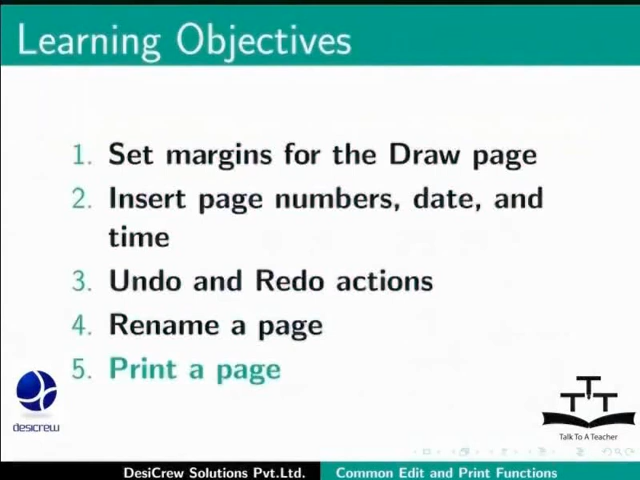 Learning Objectives
1. Set margins for the Draw page
2. Insert page numbers, date, and
time
3. Undo and Redo actions
4. Rename a page
5. Print a page
desicrew
TTT
Talk To A Teacher
DesiCrew Solutions Pvt.Ltd. Common Edit and Print Functions